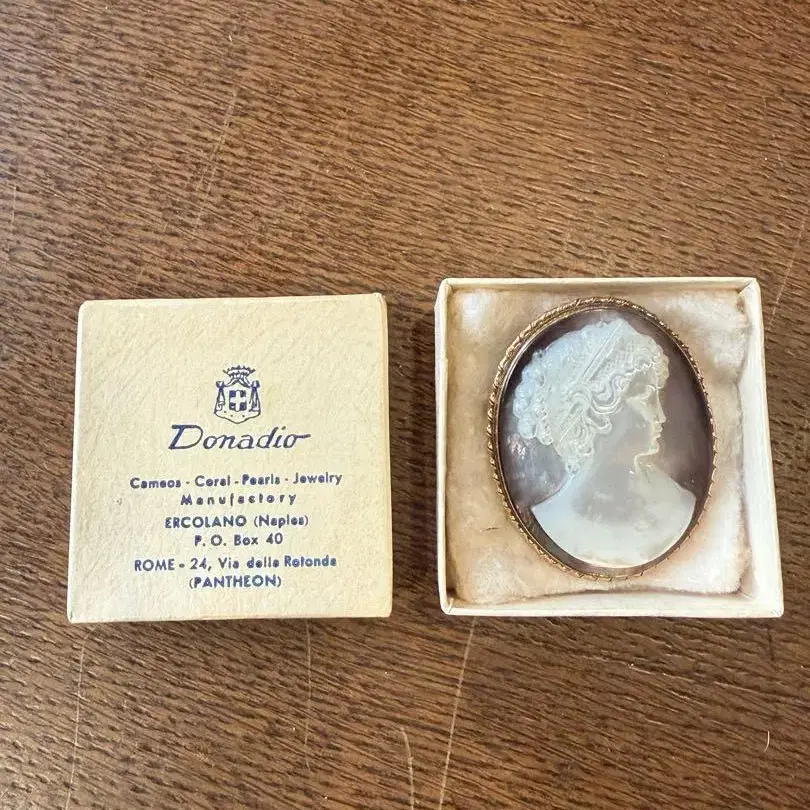 Donadio
Cameos - Coral - Pearls - Jewelry
Manufactory
ERCOLANO (Naples)
P. O. Box 40
ROME - 24, Via della Rotonda
(PANTHEON)